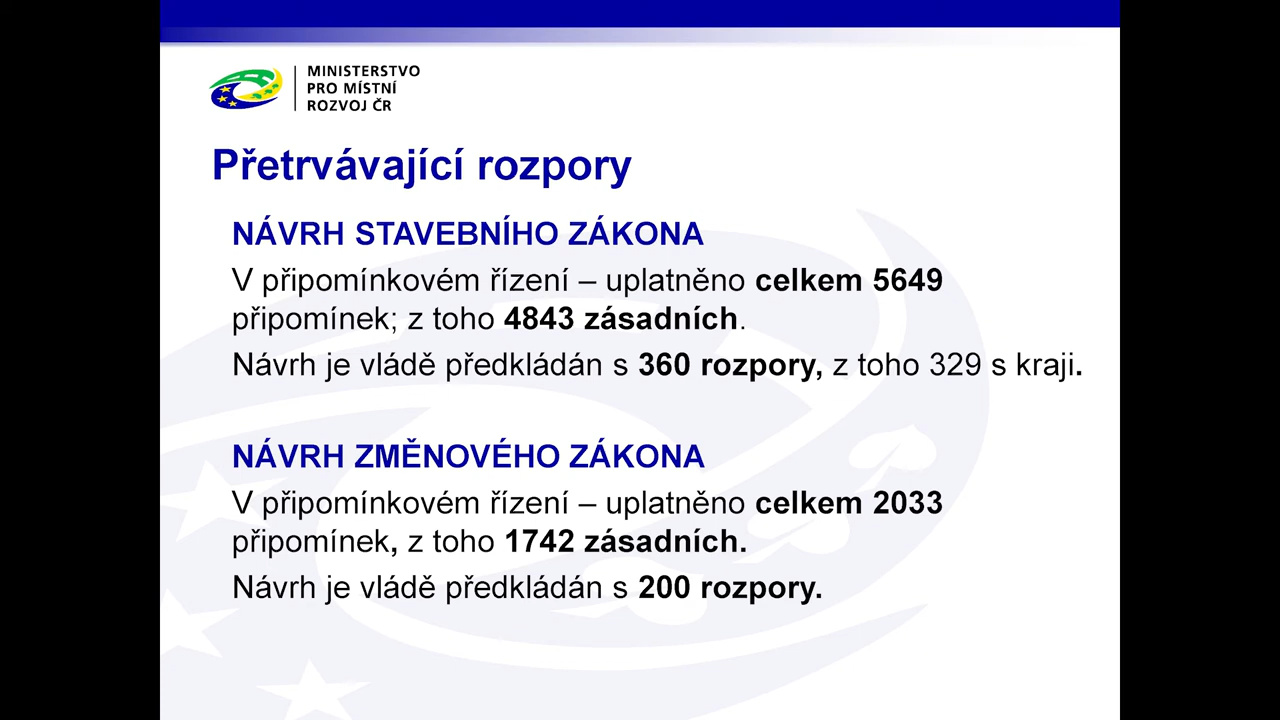 MINISTERSTVO
PRO MÍSTNÍ
ROZVOJ ČR
Přetrvávající rozpory
NÁVRH STAVEBNÍHO ZÁKONA
V připomínkovém řízení – uplatněno celkem 5649
připomínek; z toho 4843 zásadních.
Návrh je vládě předkládán s 360 rozpory, z toho 329 s kraji.
NÁVRH ZMĚNOVÉHO ZÁKONA
V připomínkovém řízení – uplatněno celkem 2033
připomínek, z toho 1742 zásadních.
Návrh je vládě předkládán s 200 rozpory.